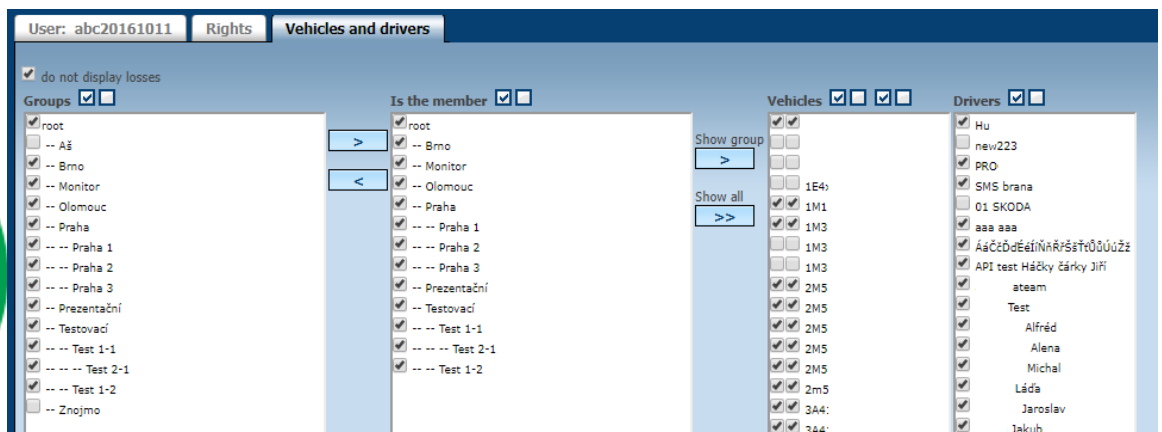 User: abc20161011 Rights Vehicles and drivers
do not display losses
Groups
root
-- Aš
-- Brno
-- Monitor
-- Olomouc
-- Praha
-- -- Praha 1
-- -- Praha 2
-- -- Praha 3
-- Prezentační
-- Testovací
-- -- Test 1-1
-- -- -- Test 2-1
-- -- Test 1-2
-- Znojmo
>
<
Is the member
root
-- Brno
-- Monitor
-- Olomouc
-- Praha
-- -- Praha 1
-- -- Praha 2
-- -- Praha 3
-- Prezentační
-- Testovací
-- -- Test 1-1
-- -- -- Test 2-1
-- -- Test 1-2
Show group
>
Show all
>>
Vehicles
1M1
1M3
1M3
1M3
2M5
2M5
2M5
2M5
2M5
2m5
Drivers
Hu
new223
PRO
SMS brana
01 SKODA
aaa aaa
API test Háčky čárky Jiří
ateam
Test
Alfréd
Alena
Michal
Láďa
Jaroslav
Jakub